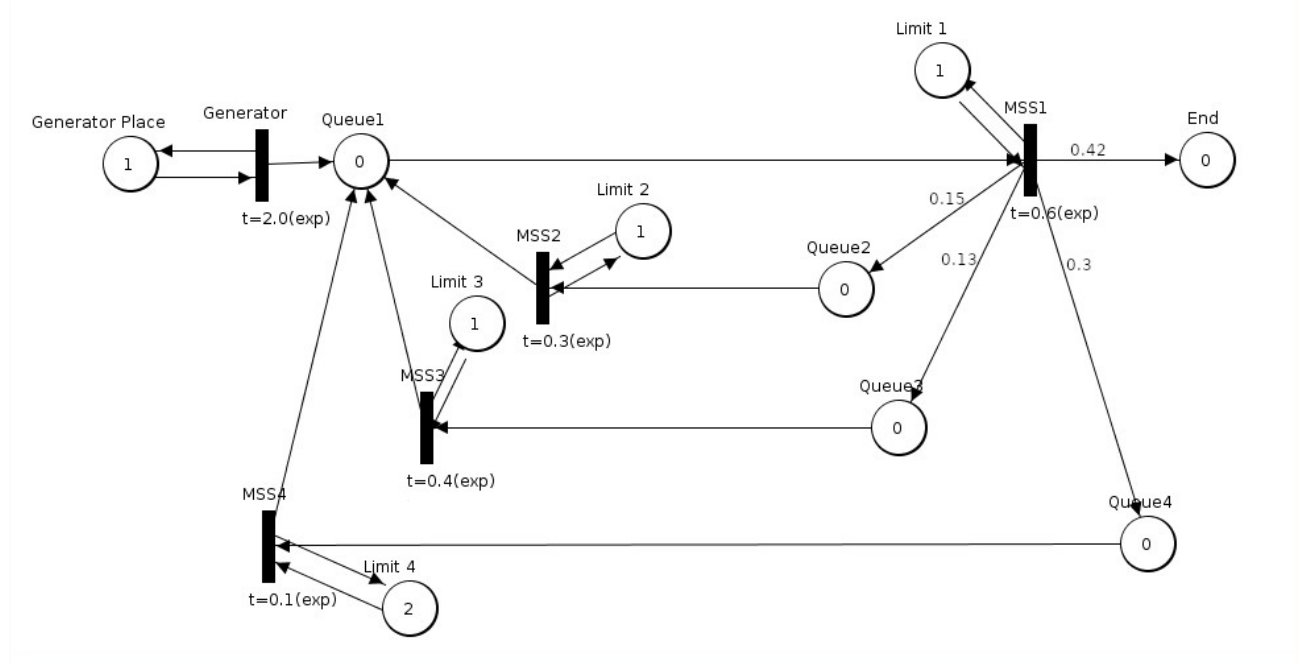 Limit 1
1
MSS1
Generator
Generator Place
Queue1
End
1
0
0.42
0
t=2.0(exp)
Limit 2
0.15
t=0.6(exp)
MSS2
1
Queue2
0.13
0.3
Limit 3
0
1
t=0.3(exp)
MSS3
Queue3
0
t=0.4(exp)
MSS4
Queue4
0
Limit 4
t=0.1(exp)
2